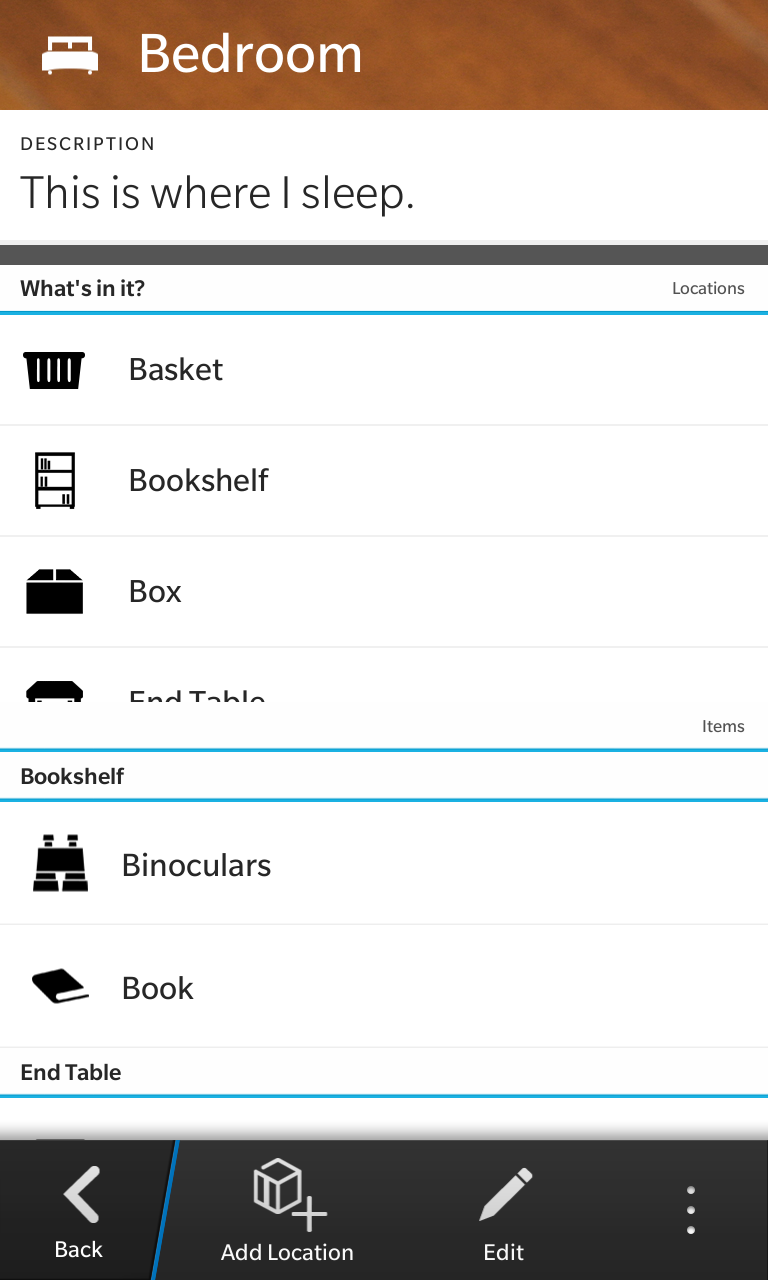 Bedroom
DESCRIPTION
This is where I sleep.
What's in it? Locations
Basket
Bookshelf
Box
End Table
Items
Bookshelf
Binoculars
Book
End Table
Back
Add Location
Edit